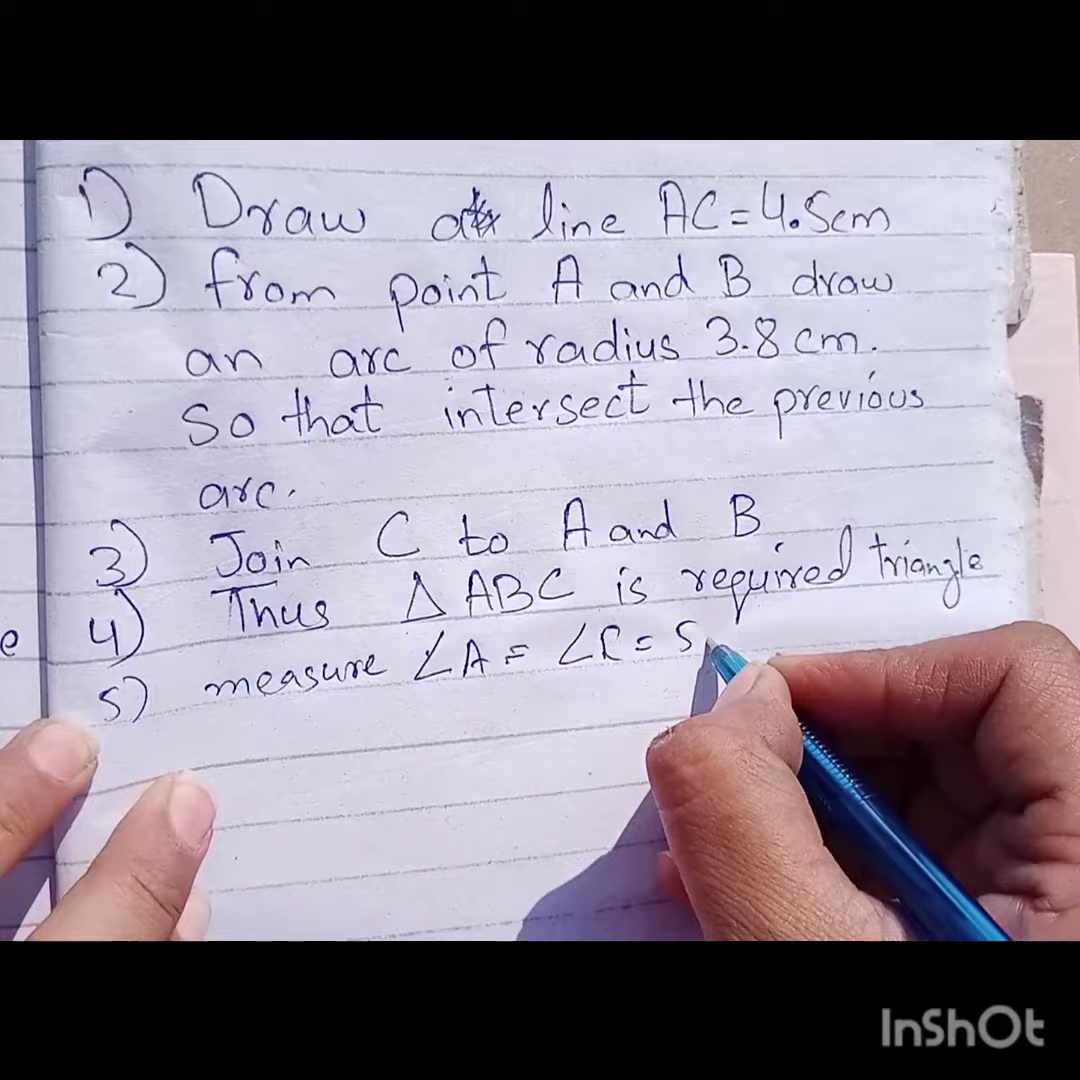 1) Draw a line AC = 4.5cm
2) from point A and B draw
an arc of radius 3.8 cm.
So that intersect the previous
arc.
3) Join C to A and B
4) Thus △ ABC is required triangle
e
5) measure ∠A = ∠C = 5
InShOt